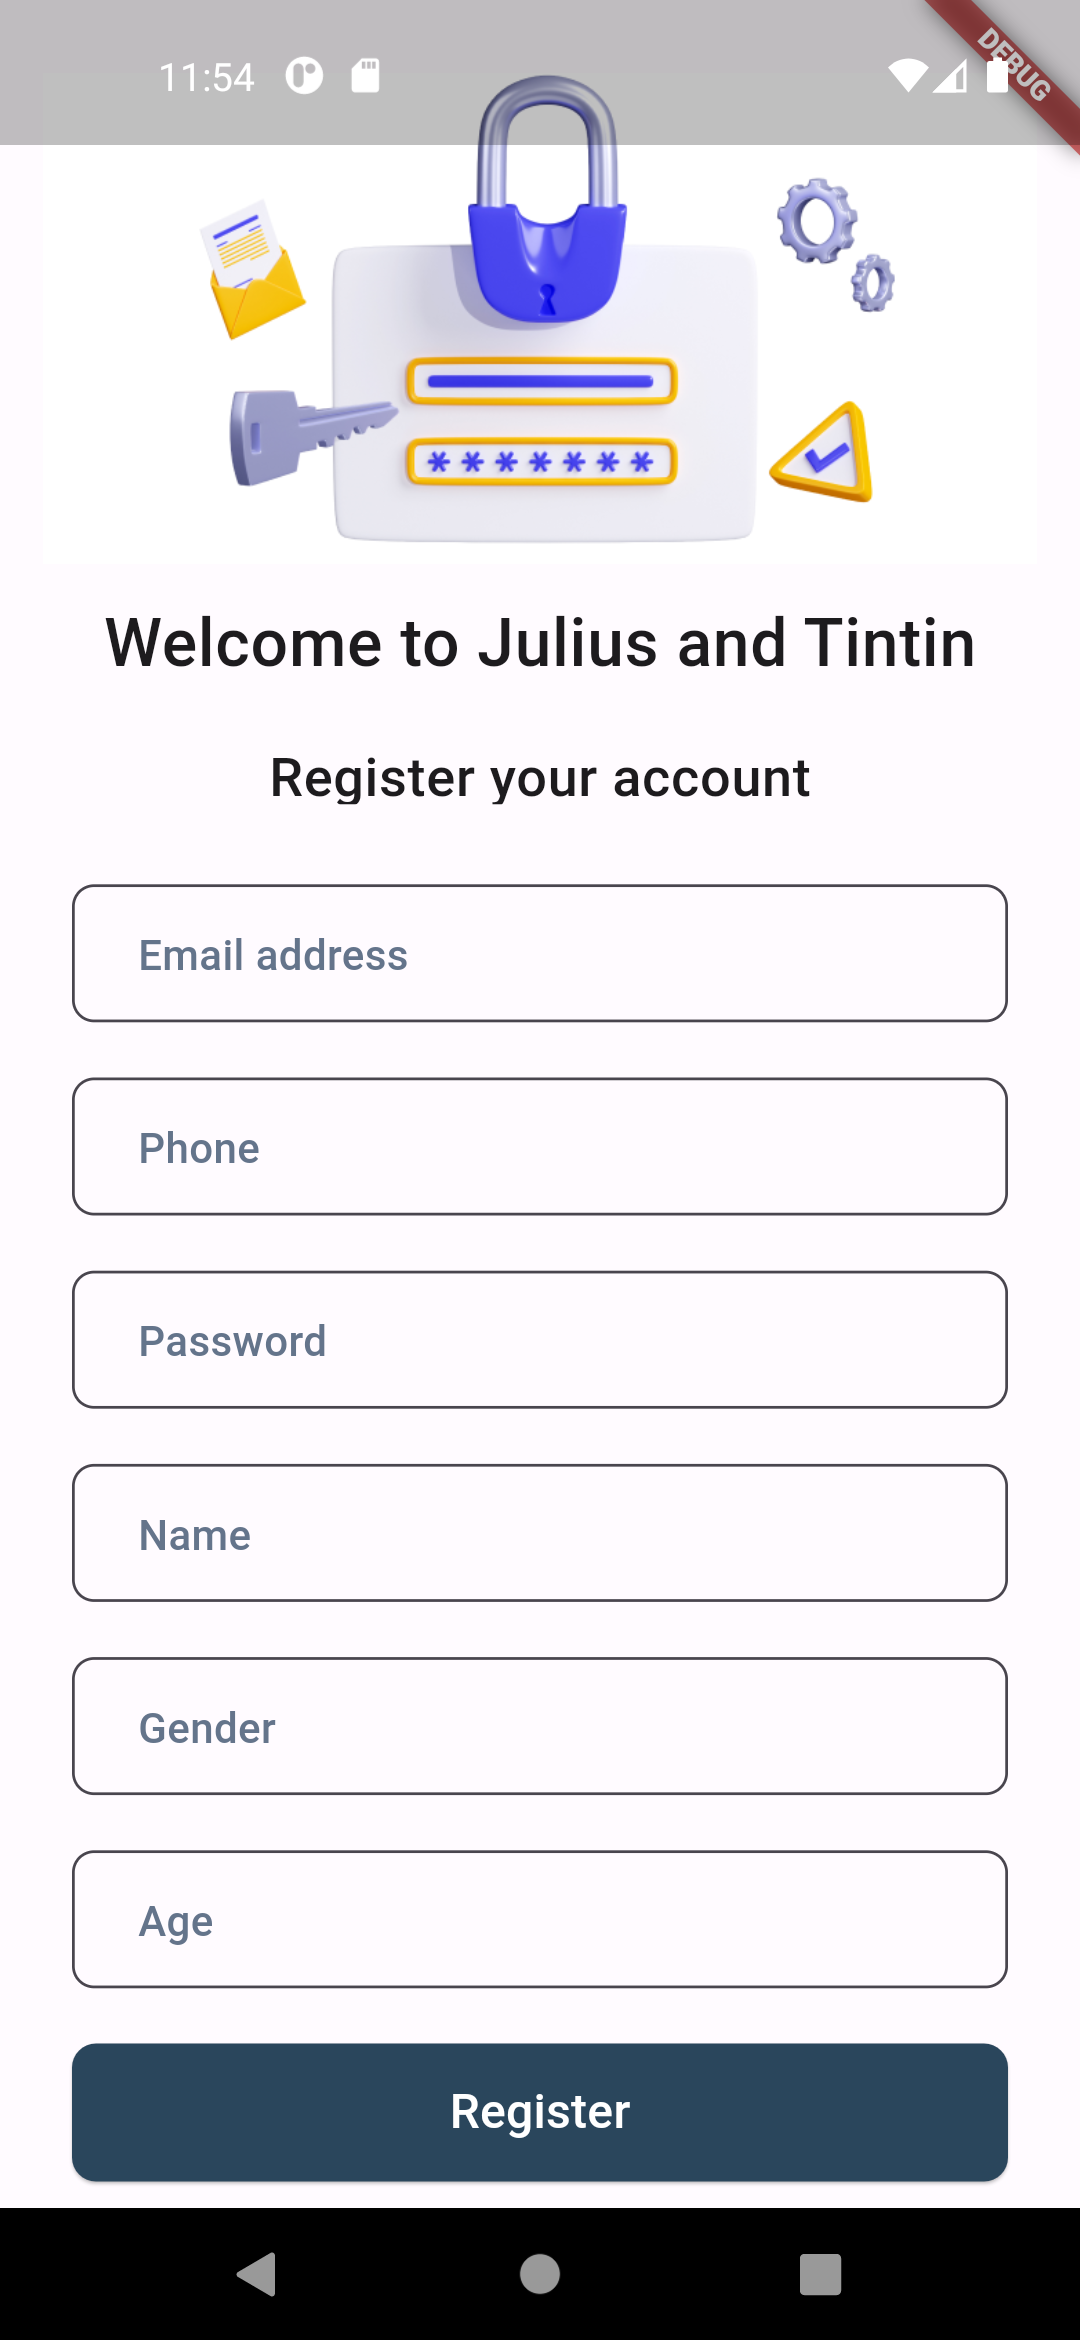 11:54
DEBUG
*******
Welcome to Julius and Tintin
Register your account
Email address
Phone
Password
Name
Gender
Age
Register